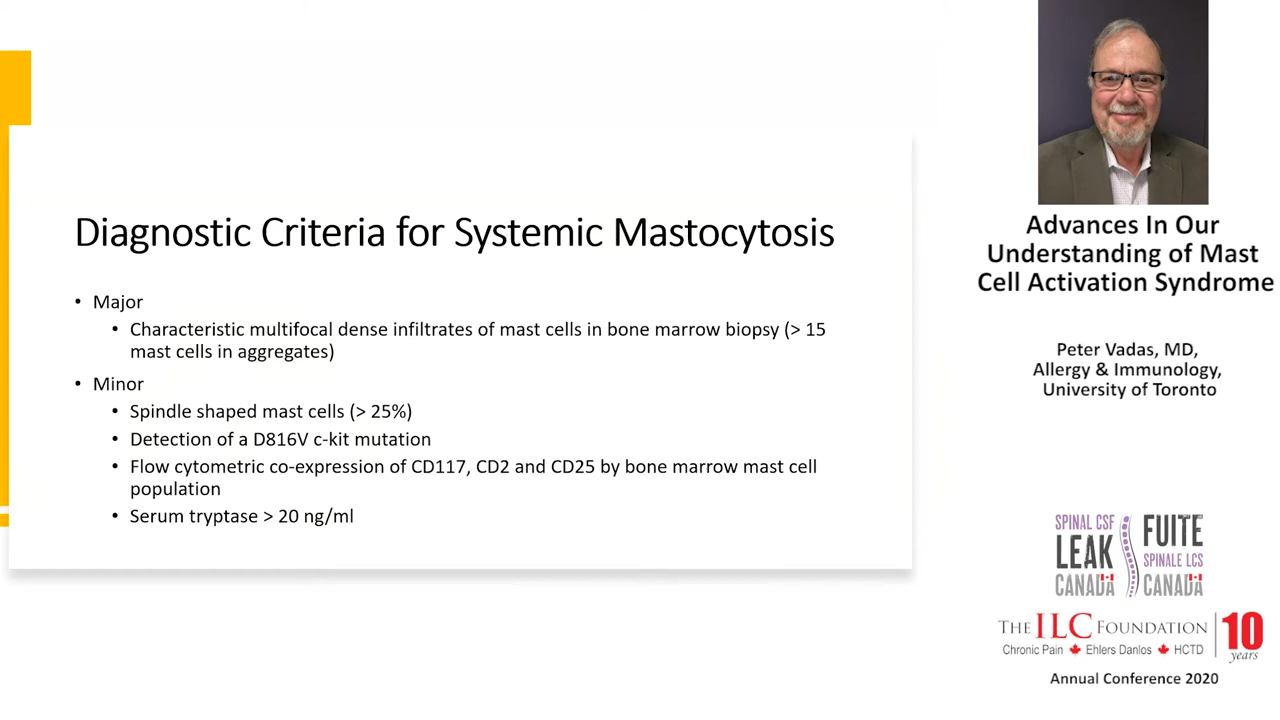 Diagnostic Criteria for Systemic Mastocytosis
• Major
• Characteristic multifocal dense infiltrates of mast cells in bone marrow biopsy (> 15
mast cells in aggregates)
• Minor
• Spindle shaped mast cells (> 25%)
• Detection of a D816V c-kit mutation
• Flow cytometric co-expression of CD117, CD2 and CD25 by bone marrow mast cell
population
• Serum tryptase > 20 ng/ml
Advances In Our
Understanding of Mast
Cell Activation Syndrome
Peter Vadas, MD,
Allergy & Immunology,
University of Toronto
SPINAL CSF
LEAK
CANADA
FUITE
SPINALE LCS
CANADA
THE ILC FOUNDATION
Chronic Pain Ehlers Danlos HCTD
10
years
Annual Conference 2020